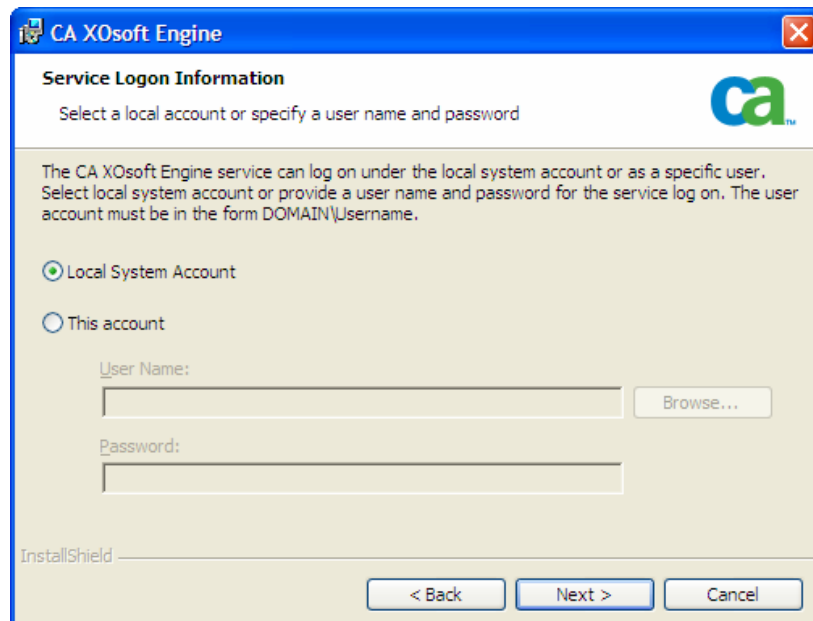 CA XOsoft Engine
Service Logon Information
Select a local account or specify a user name and password
ca TM
The CA XOsoft Engine service can log on under the local system account or as a specific user.
Select local system account or provide a user name and password for the service log on. The user
account must be in the form DOMAIN\Username.
Local System Account
This account
User Name:
Browse...
Password:
InstallShield
< Back Next > Cancel